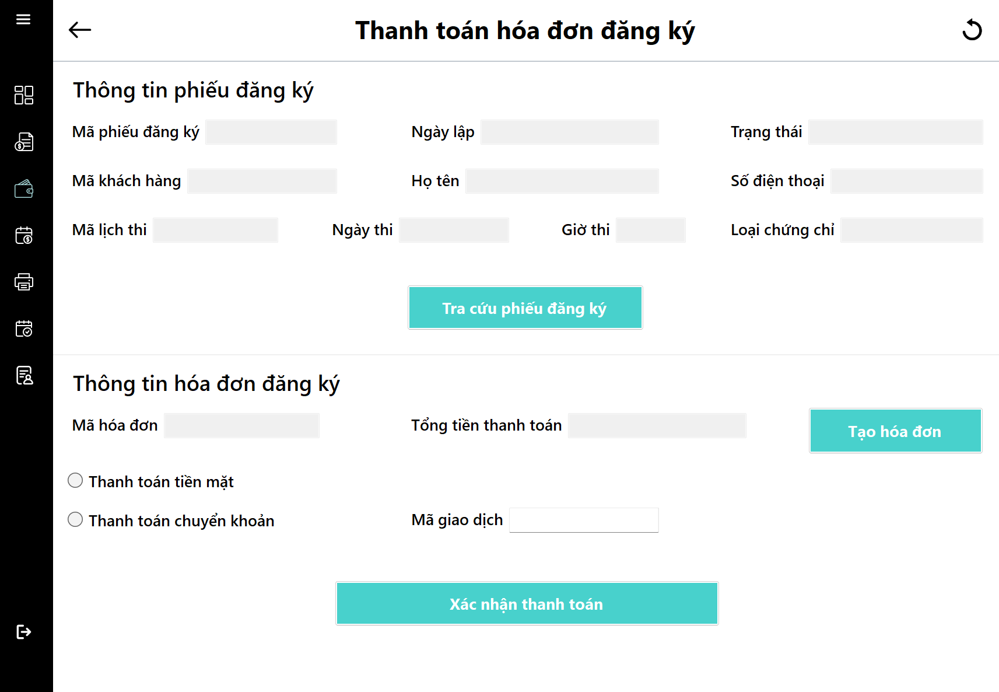 Thanh toán hóa đơn đăng ký
Thông tin phiếu đăng ký
Mã phiếu đăng ký Ngày lập Trạng thái
Mã khách hàng Họ tên Số điện thoại
Mã lịch thi Ngày thi Giờ thi Loại chứng chỉ
Tra cứu phiếu đăng ký
Thông tin hóa đơn đăng ký
Mã hóa đơn Tổng tiền thanh toán Tạo hóa đơn
Thanh toán tiền mặt
Thanh toán chuyển khoản Mã giao dịch
Xác nhận thanh toán